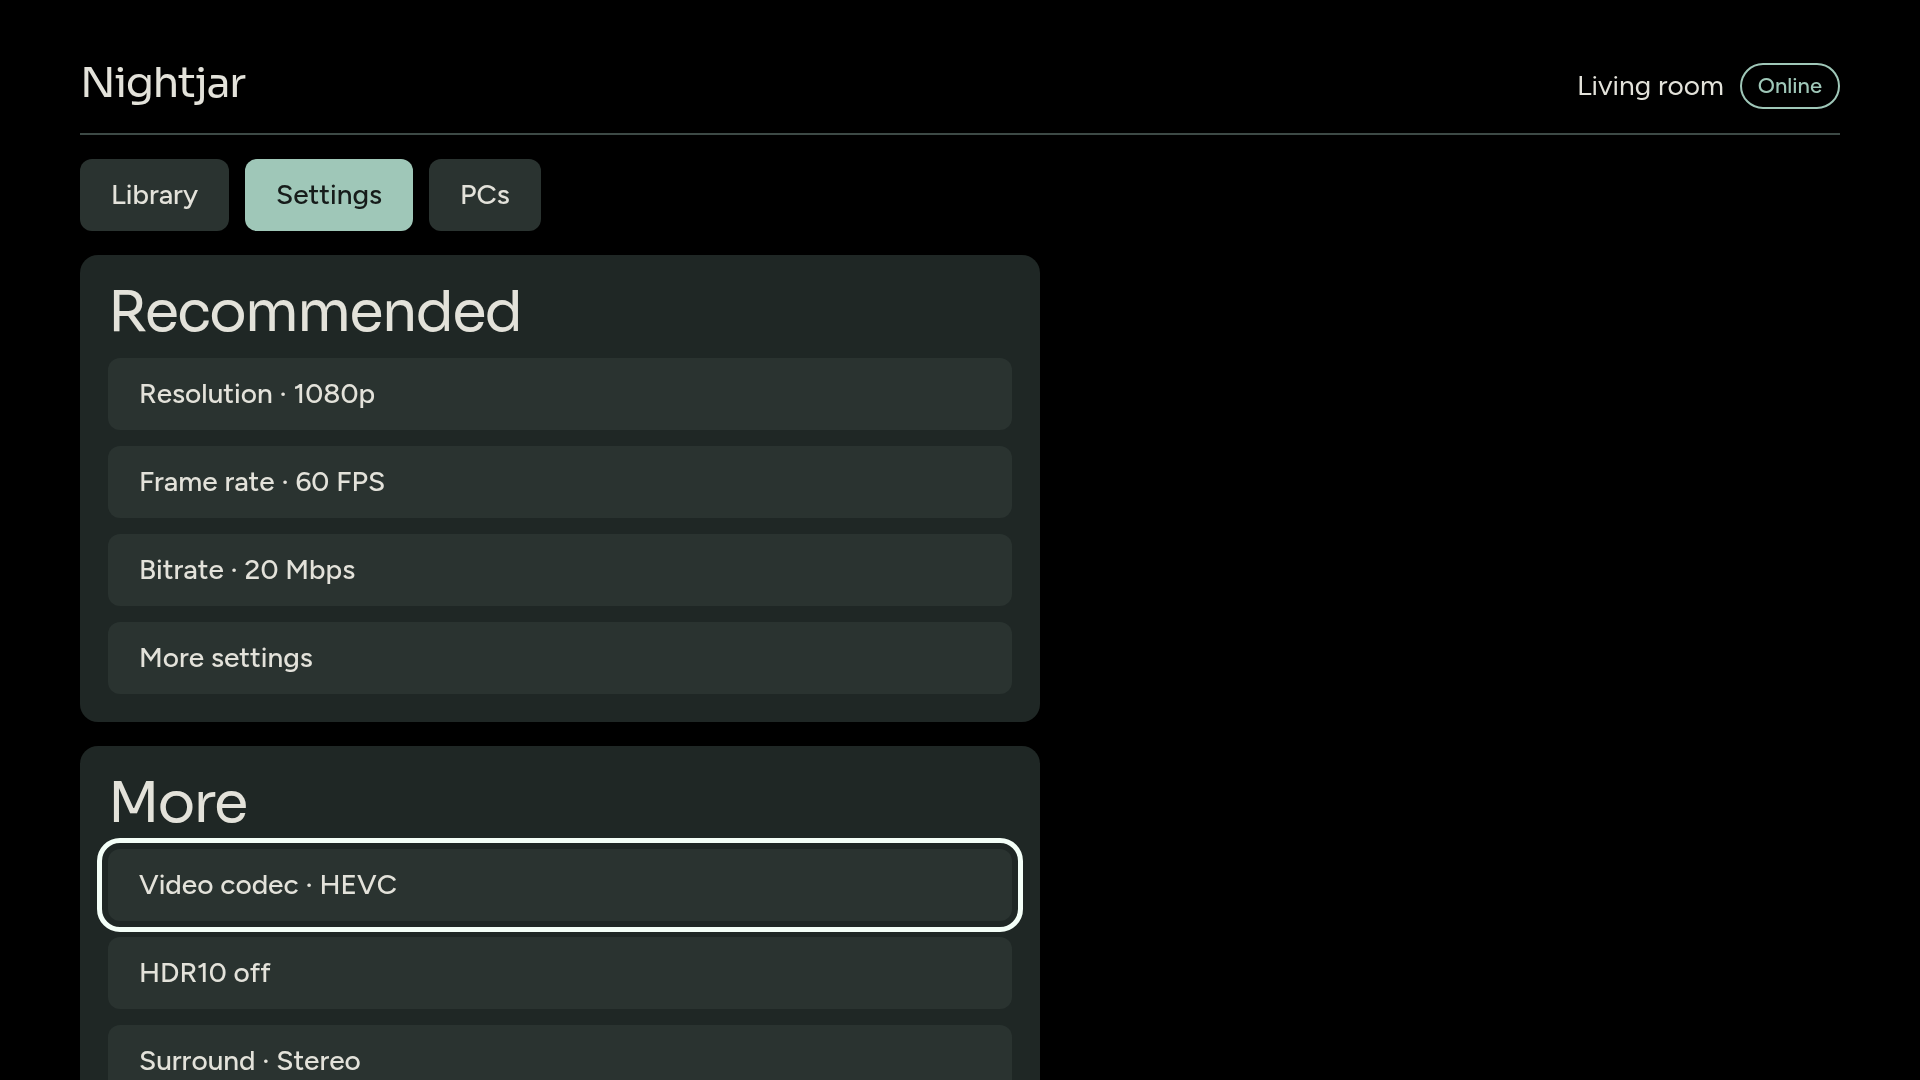 Nightjar
Living room
Online
Library
Settings
PCs
Recommended
Resolution · 1080p
Frame rate · 60 FPS
Bitrate · 20 Mbps
More settings
More
Video codec · HEVC
HDR10 off
Surround · Stereo